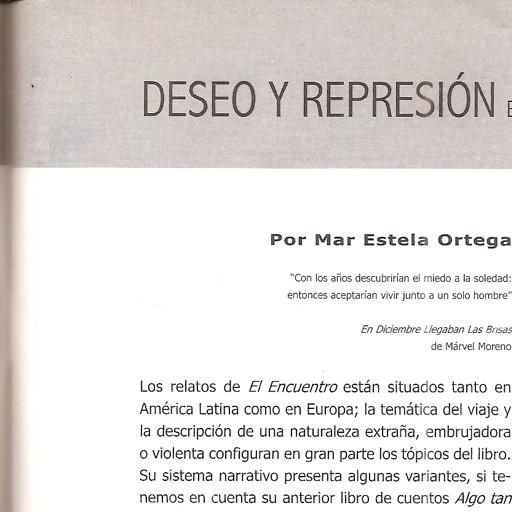 DESEO Y REPRESIÓN E
Por Mar Estela Ortega
"Con los años descubrirían el miedo a la soledad:
entonces aceptarían vivir junto a un solo hombre"
En Diciembre Llegaban Las Brisas
de Márvel Moreno
Los relatos de El Encuentro están situados tanto en
América Latina como en Europa; la temática del viaje y
la descripción de una naturaleza extraña, embrujadora
o violenta configuran en gran parte los tópicos del libro.
Su sistema narrativo presenta algunas variantes, si te-
nemos en cuenta su anterior libro de cuentos Algo tan